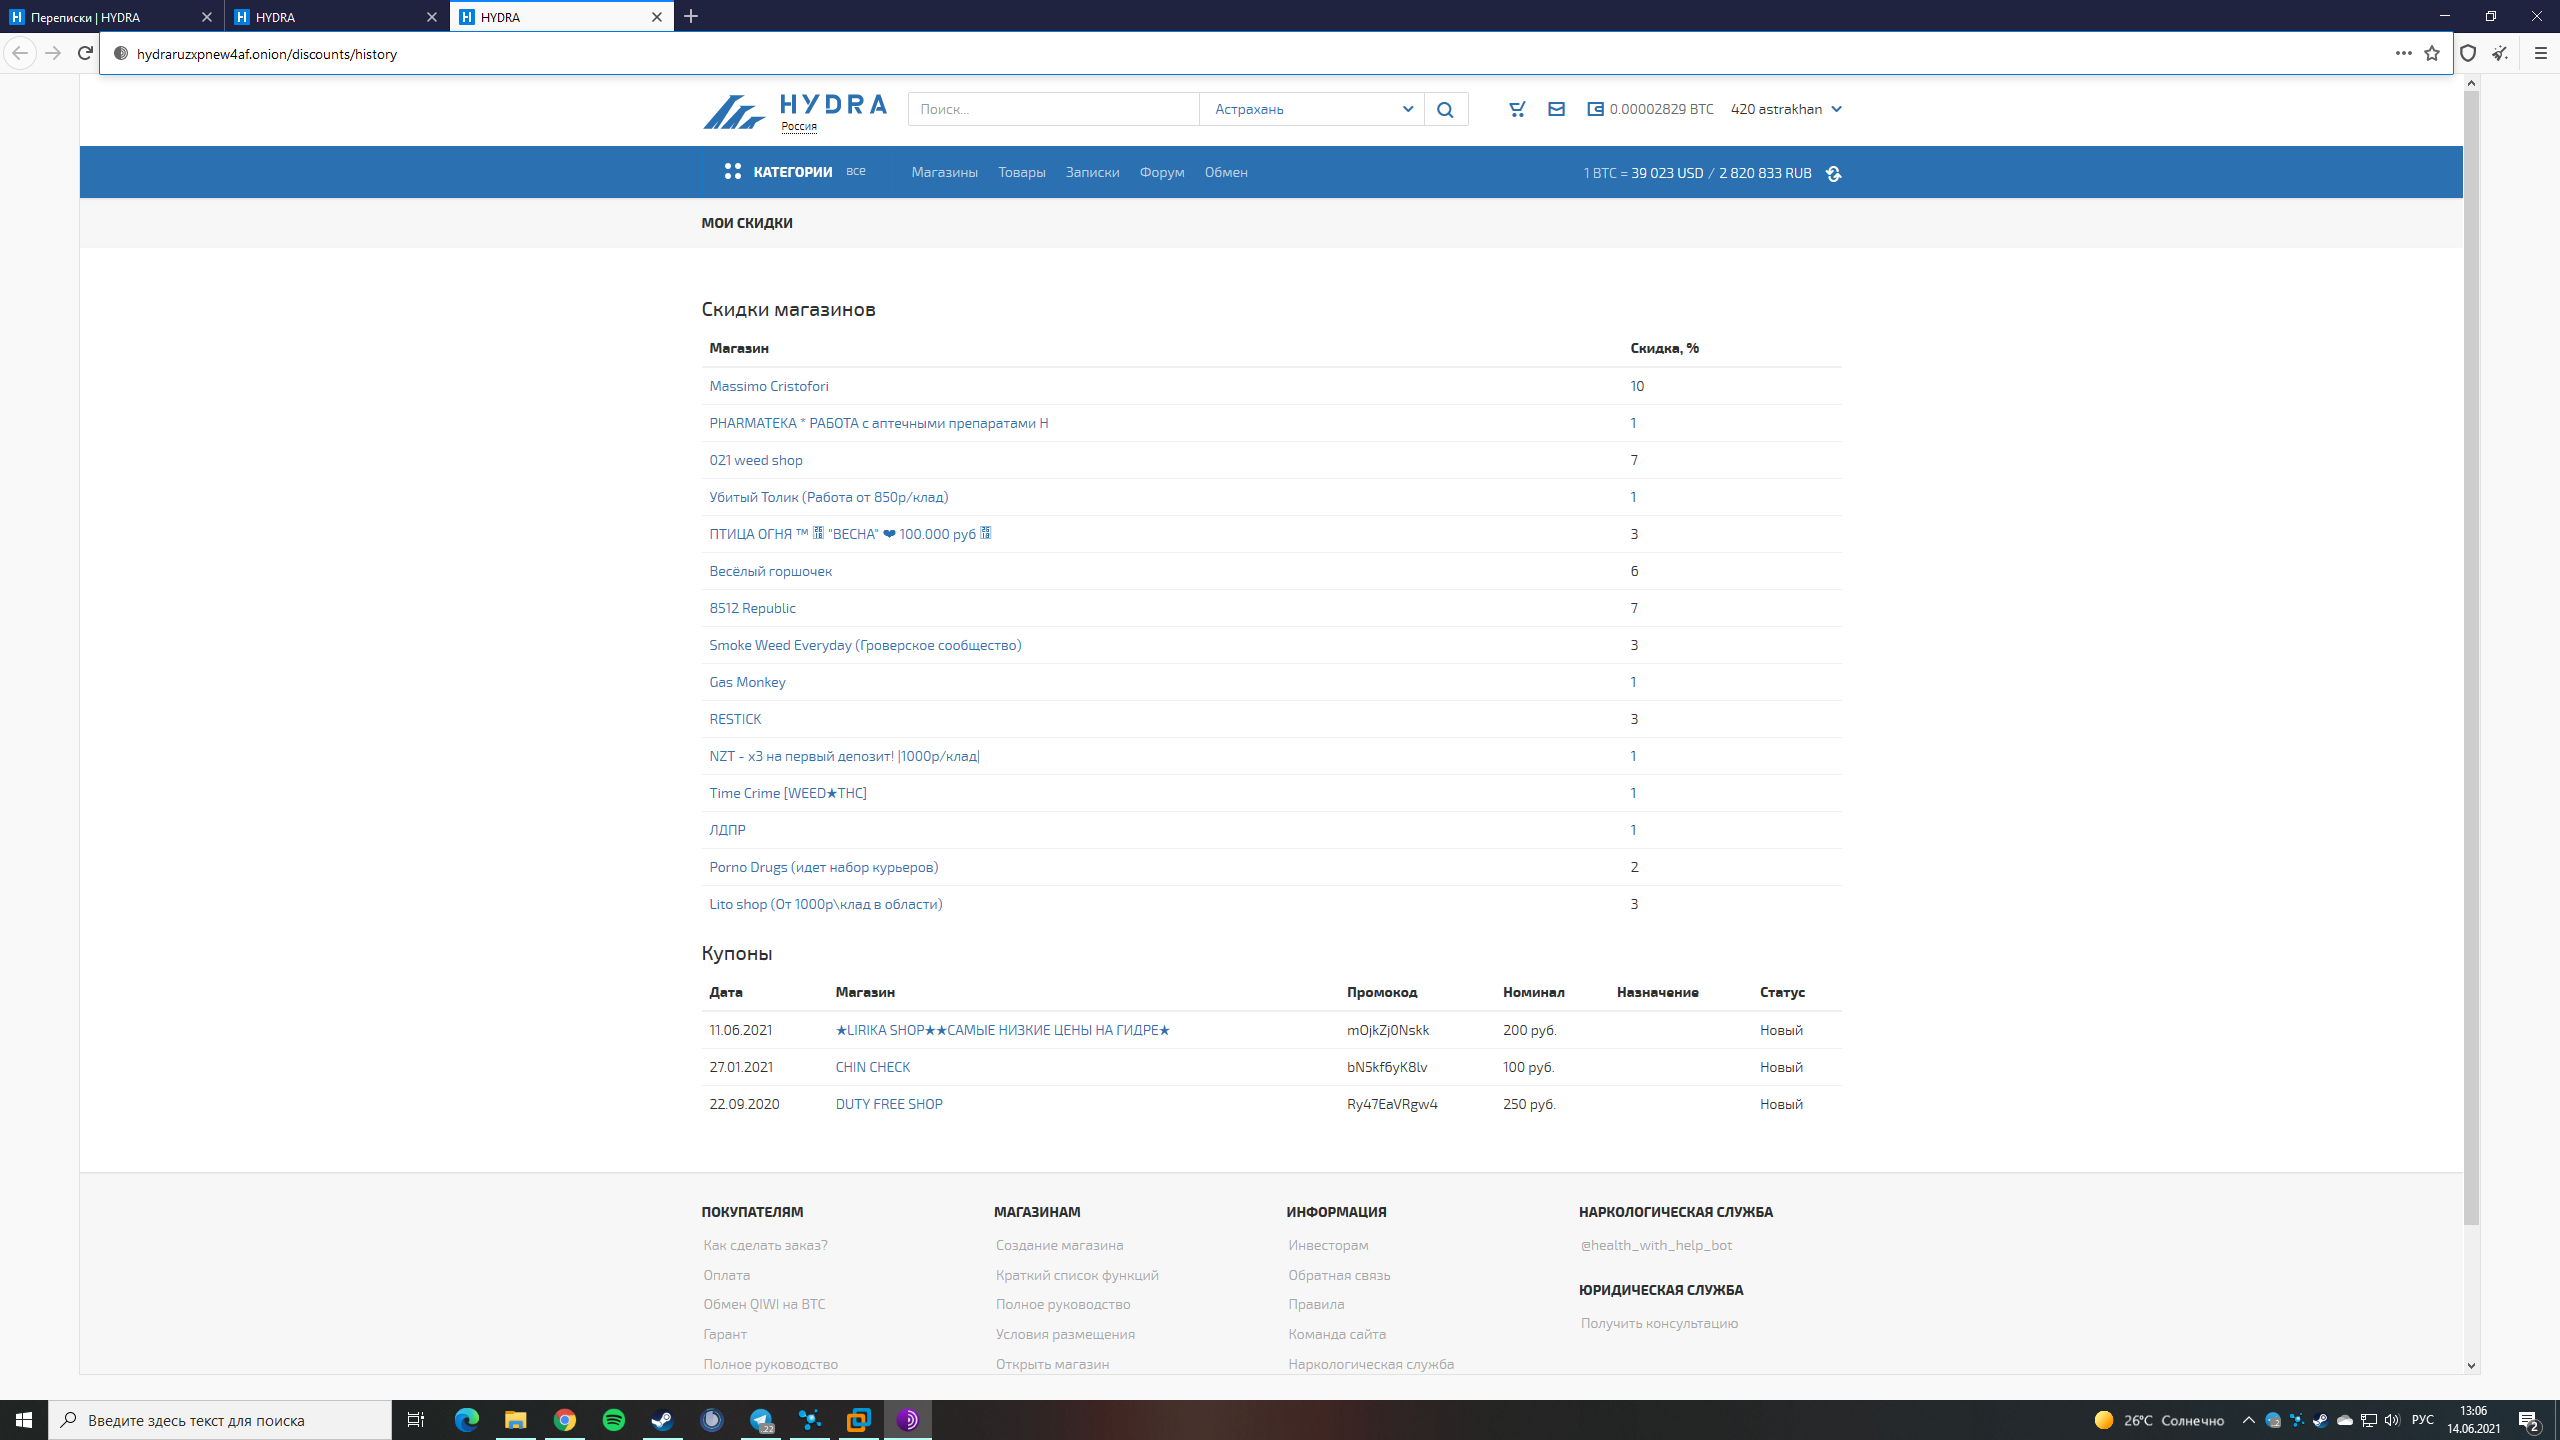 Переписки | HYDRA
HYDRA
HYDRA
hydraruzxpnew4af.onion/discounts/history
HYDRA
Россия
Поиск...
Астрахань
0.00002829 BTC
420 astrakhan
КАТЕГОРИИ все
Магазины Товары Записки Форум Обмен
1 BTC = 39 023 USD / 2 820 833 RUB
МОИ СКИДКИ
Скидки магазинов
Магазин Скидка, %
Massimo Cristofori 10
PHARMATEKA * РАБОТА с аптечными препаратами Н 1
021 weed shop 7
Убитый Толик (Работа от 850р/клад) 1
ПТИЦА ОГНЯ ™ "ВЕСНА" ❤ 100.000 руб 3
Весёлый горшочек 6
8512 Republic 7
Smoke Weed Everyday (Гроверское сообщество) 3
Gas Monkey 1
RESTICK 3
NZT - x3 на первый депозит! |1000р/клад| 1
Time Crime [WEED★THC] 1
ЛДПР 1
Porno Drugs (идет набор курьеров) 2
Lito shop (От 1000р\клад в области) 3
Купоны
Дата Магазин Промокод Номинал Назначение Статус
11.06.2021 ★LIRIKA SHOP★★САМЫЕ НИЗКИЕ ЦЕНЫ НА ГИДРЕ★ mOjkZj0Nskk 200 руб. Новый
27.01.2021 CHIN CHECK bN5kf6yK8lv 100 руб. Новый
22.09.2020 DUTY FREE SHOP Ry47EaVRgw4 250 руб. Новый
ПОКУПАТЕЛЯМ МАГАЗИНАМ ИНФОРМАЦИЯ НАРКОЛОГИЧЕСКАЯ СЛУЖБА
Как сделать заказ? Создание магазина Инвесторам @health_with_help_bot
Оплата Краткий список функций Обратная связь
ЮРИДИЧЕСКАЯ СЛУЖБА
Обмен QIWI на BTC Полное руководство Правила
Получить консультацию
Гарант Условия размещения Команда сайта
Полное руководство Открыть магазин Наркологическая служба
Введите здесь текст для поиска
22
26°C Солнечно
РУС
13:06
14.06.2021
2